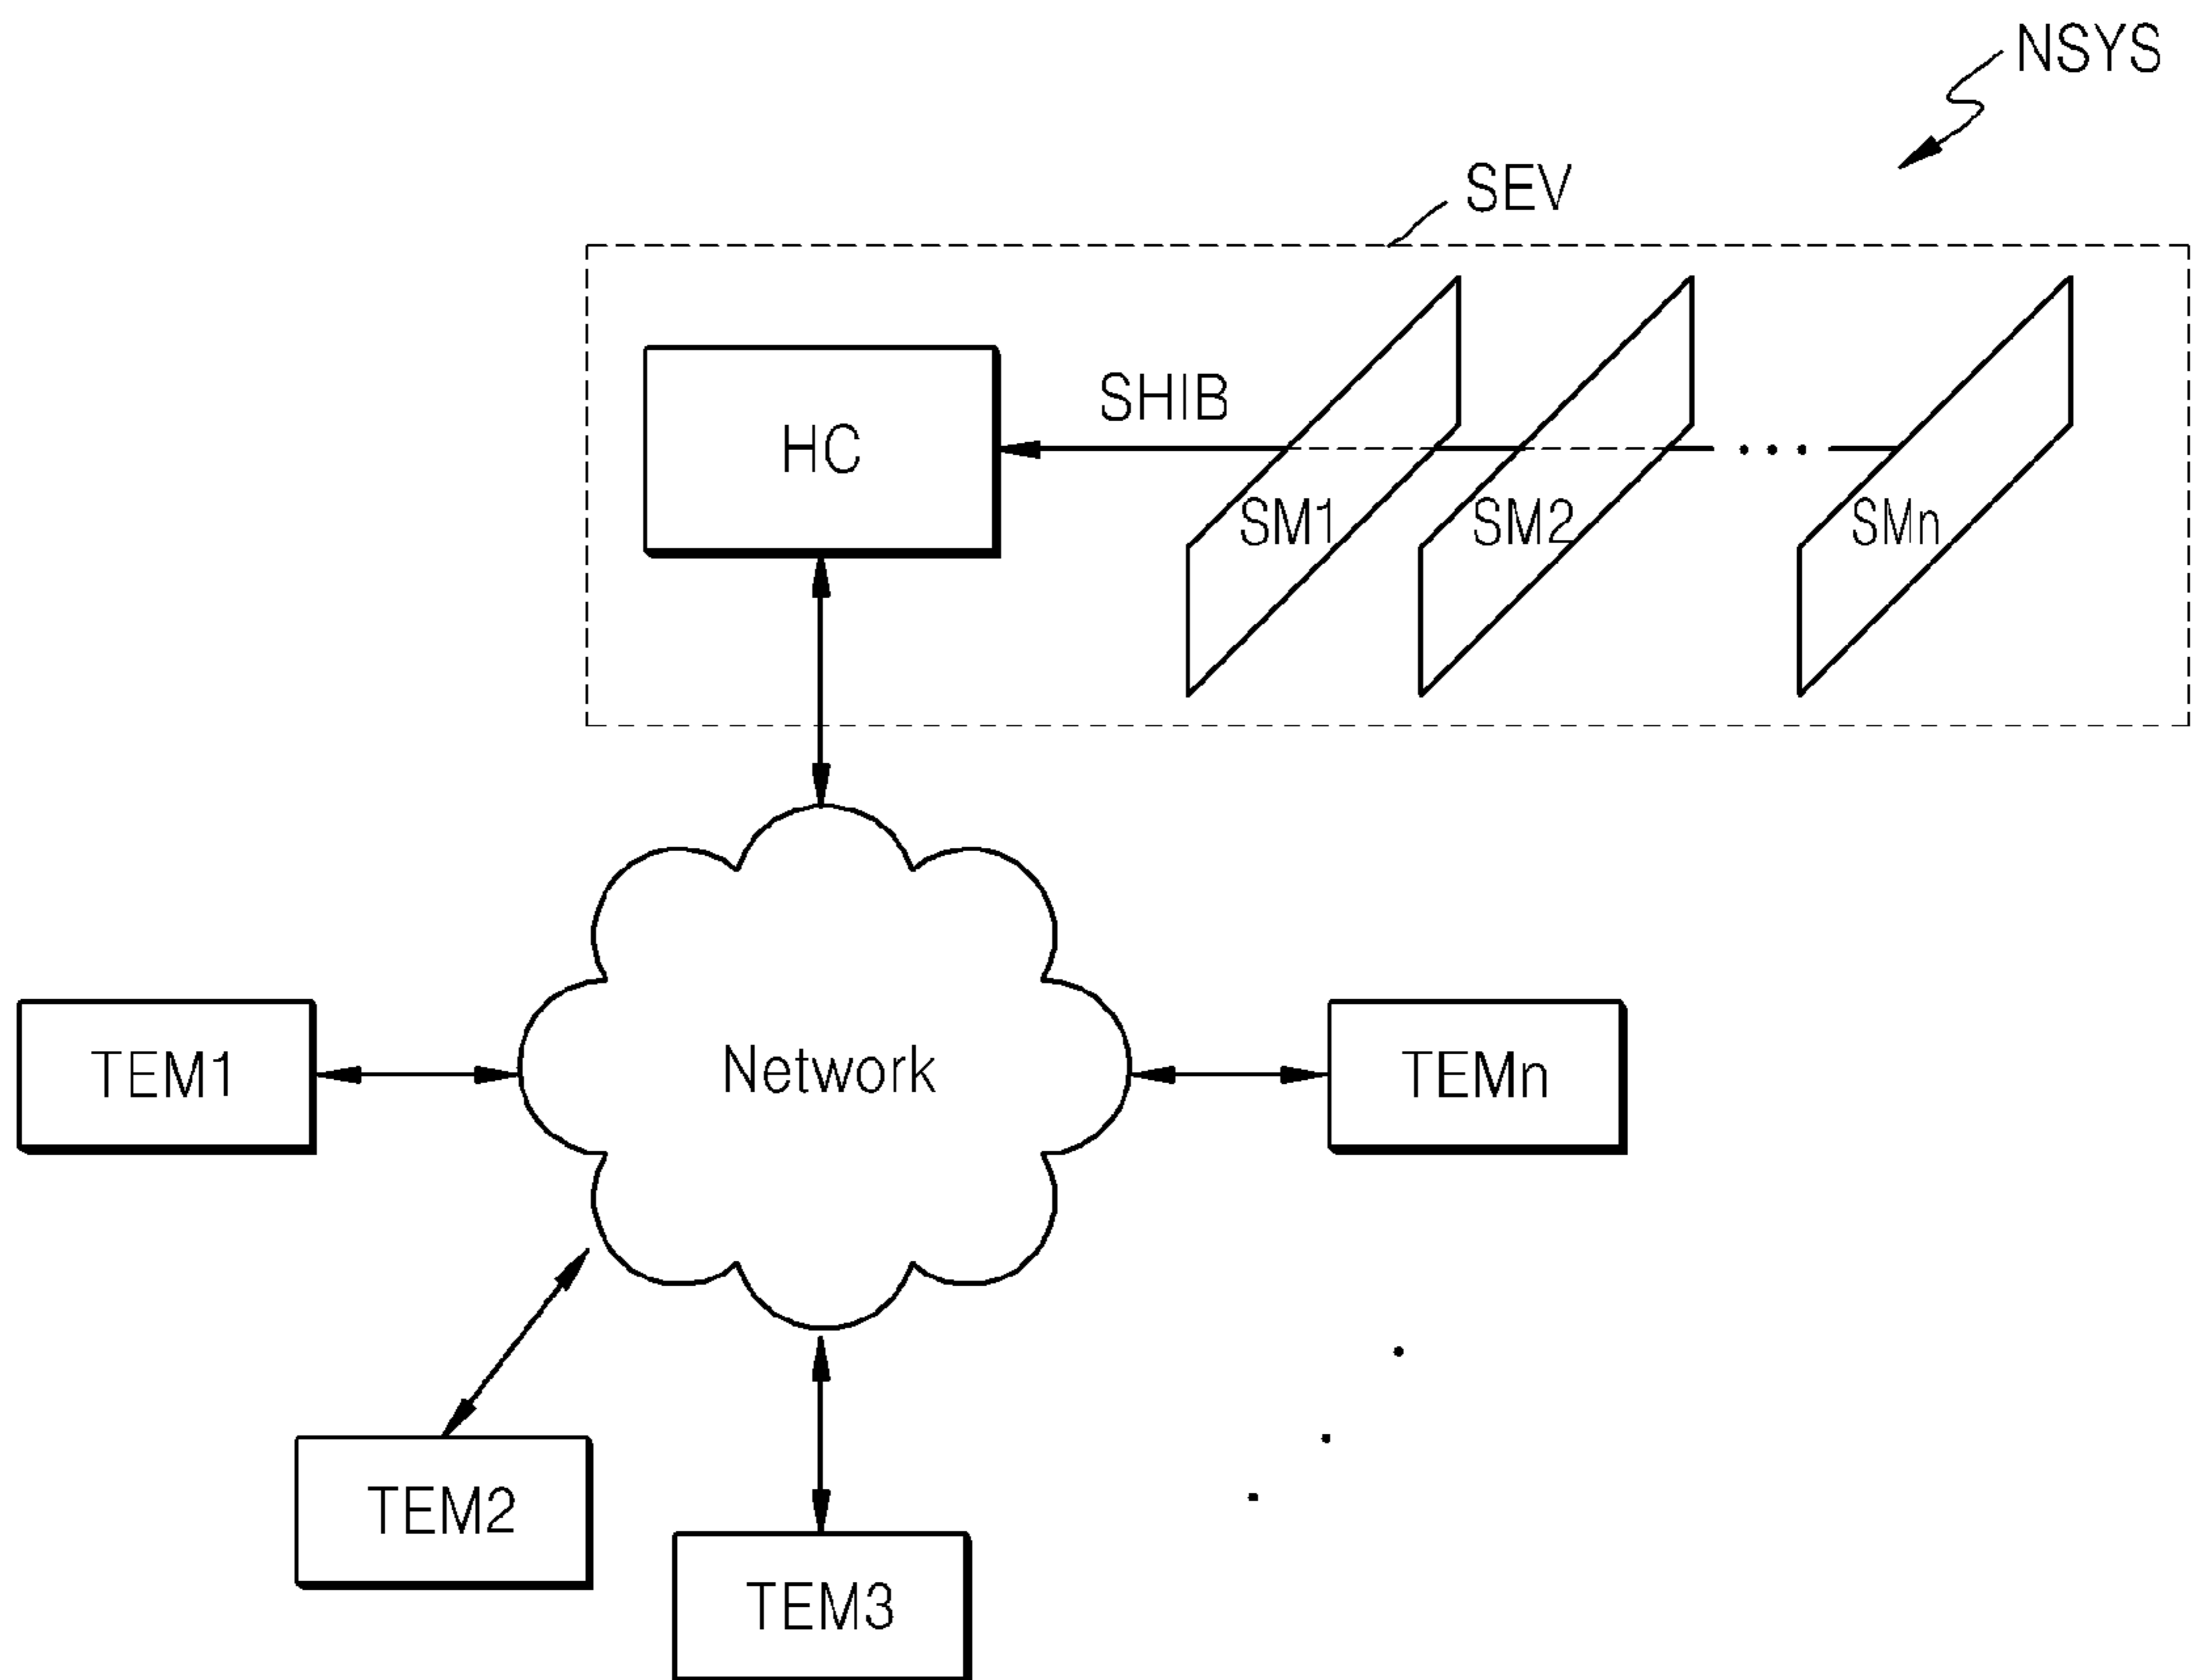 NSYS
SEV
SHIB
HC
SM1
SM2
SMn
Network
TEM1
TEMn
TEM2
TEM3